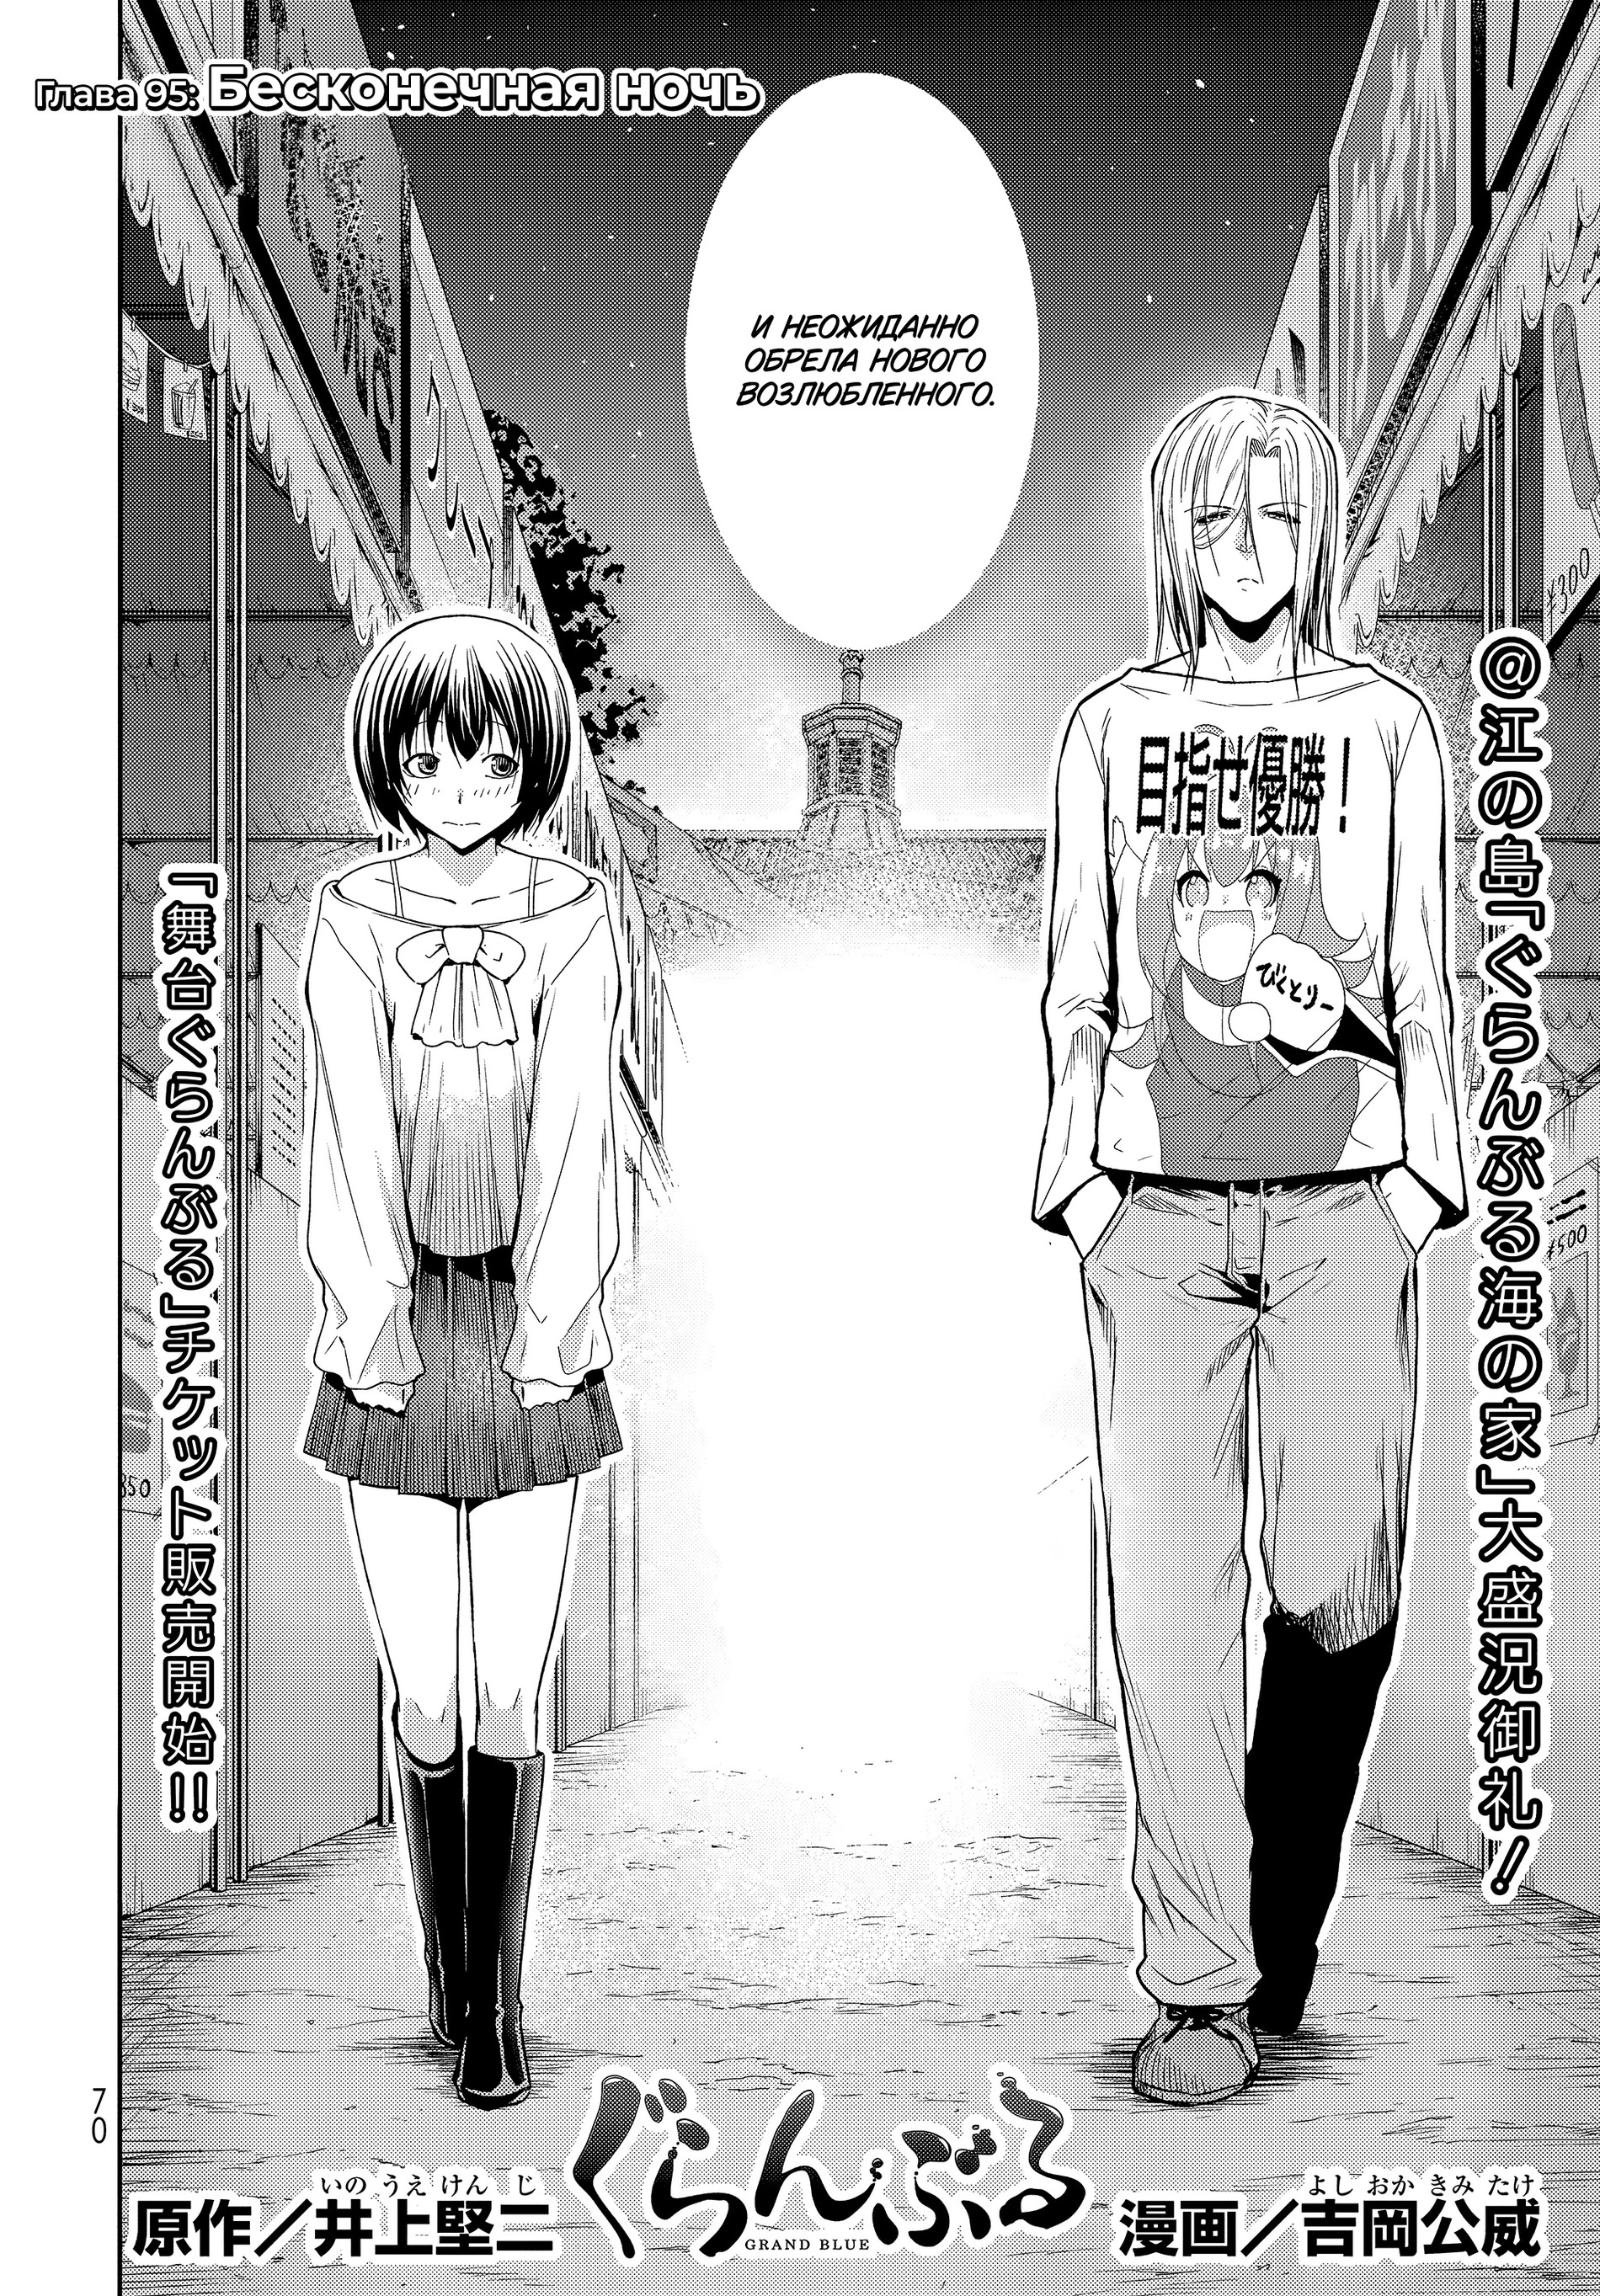 Глава 95: Бесконечная ночь
И НЕОЖИДАННО
ОБРЕЛА НОВОГО
ВОЗЛЮБЛЕННОГО.
¥300
@江の島「ぐらんぶる海の家」大盛況御礼！
目指せ優勝！
びくとりー
「舞台ぐらんぶる」チケット販売開始！！
¥500
850
70
ぐらんぶる
GRAND BLUE
いのうえけんじ
原作／井上堅二
よしおかきみたけ
漫画／吉岡公威